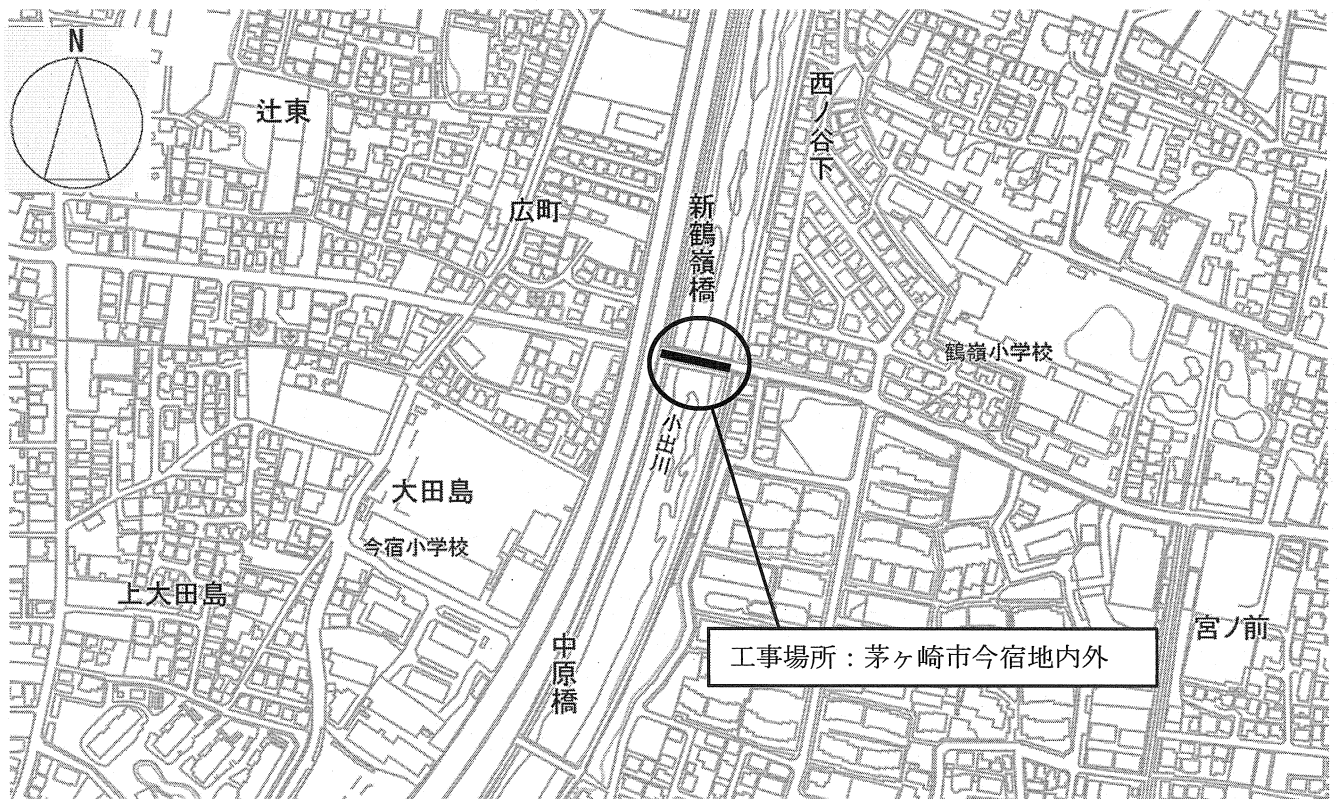 N
辻東
西ノ谷下
広町
新鶴嶺橋
鶴嶺小学校
小出川
大田島
今宿小学校
上大田島
宮ノ前
中原橋
工事場所：茅ヶ崎市今宿地内外